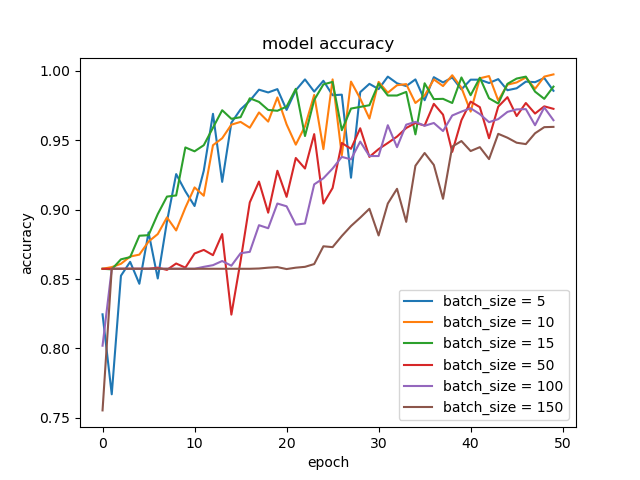 model accuracy
accuracy
1.00
0.95
0.90
0.85
0.80
0.75
batch_size = 5
batch_size = 10
batch_size = 15
batch_size = 50
batch_size = 100
batch_size = 150
0 10 20 30 40 50
epoch